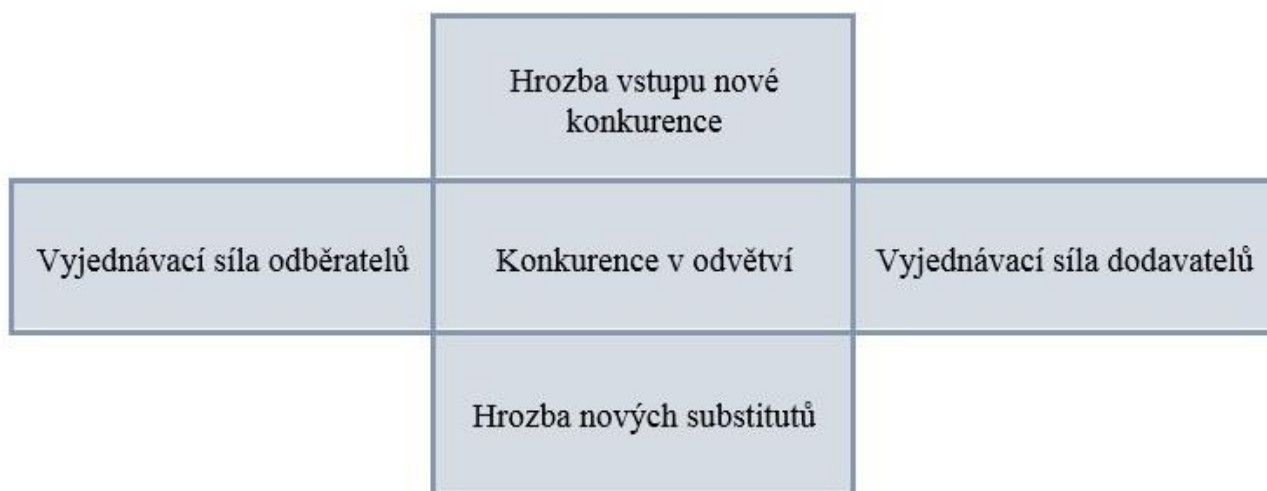 Hrozba vstupu nové
konkurence
Vyjednávací síla odběratelů
Konkurence v odvětví
Vyjednávací síla dodavatelů
Hrozba nových substitutů